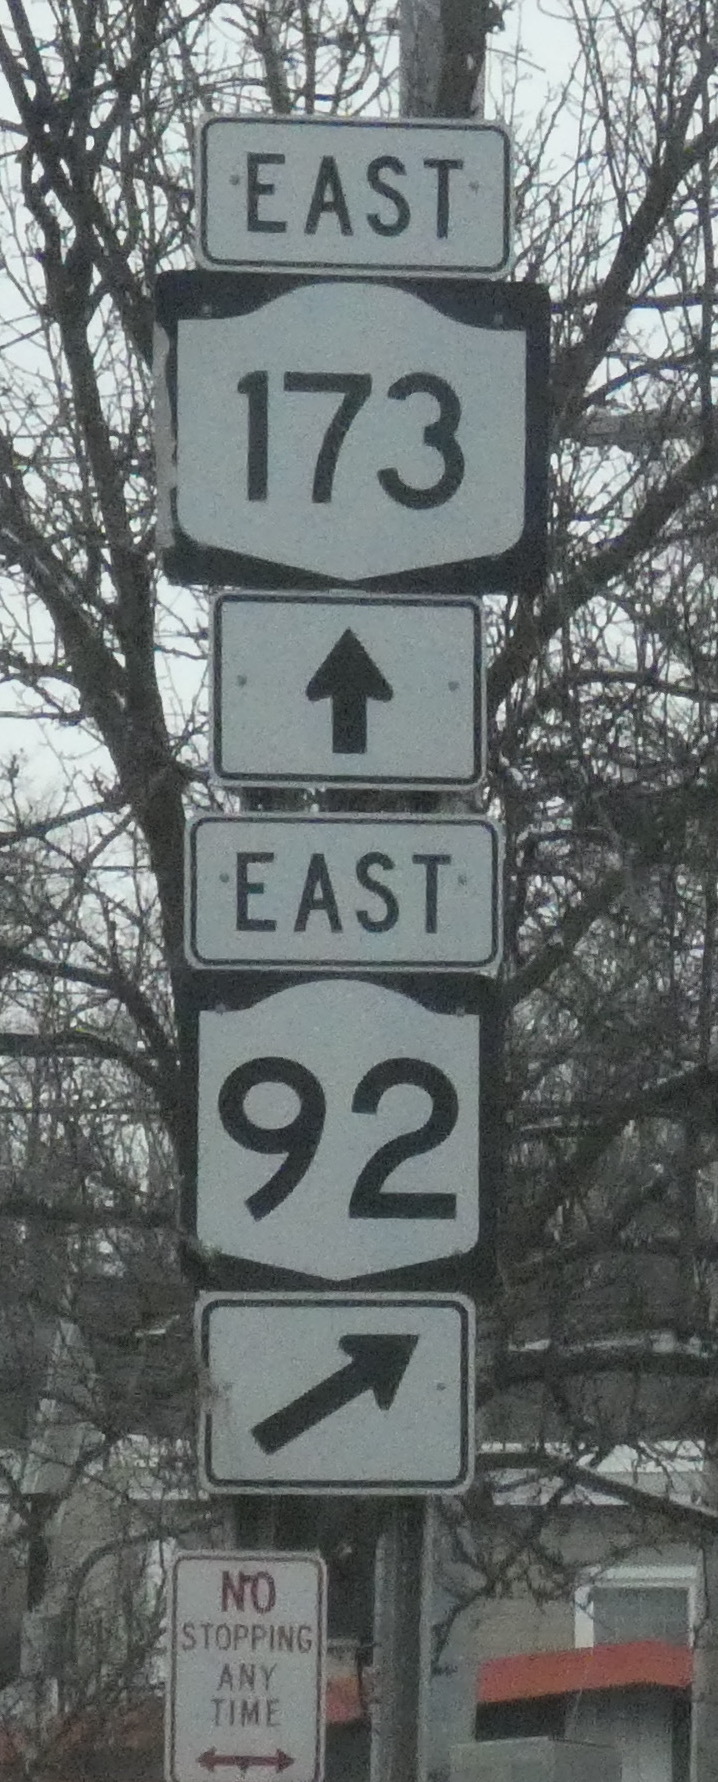 EAST
173
EAST
92
NO
STOPPING
ANY
TIME